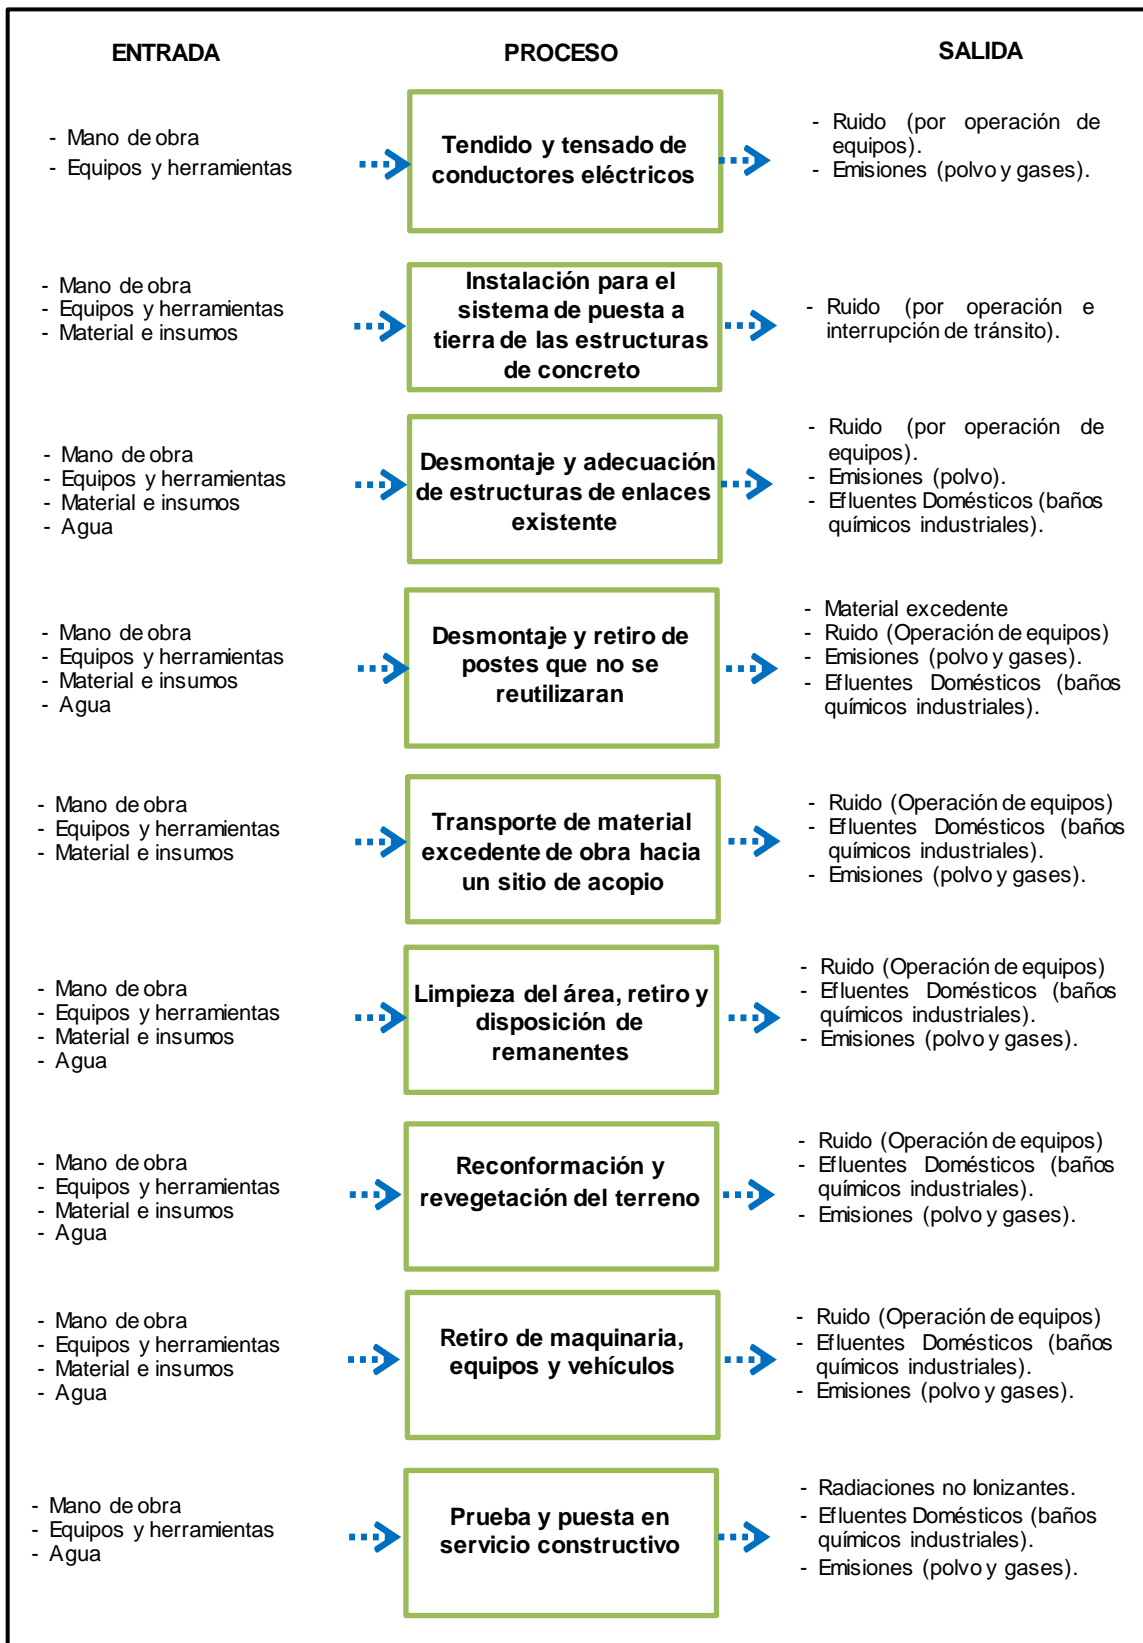 ENTRADA
PROCESO
SALIDA
- Mano de obra
- Equipos y herramientas
Tendido y tensado de
conductores eléctricos
- Ruido (por operación de
equipos).
- Emisiones (polvo y gases).
- Mano de obra
- Equipos y herramientas
- Material e insumos
Instalación para el
sistema de puesta a
tierra de las estructuras
de concreto
- Ruido (por operación e
interrupción de tránsito).
- Mano de obra
- Equipos y herramientas
- Material e insumos
- Agua
Desmontaje y adecuación
de estructuras de enlaces
existente
- Ruido (por operación de
equipos).
- Emisiones (polvo).
- Efluentes Domésticos (baños
químicos industriales).
- Mano de obra
- Equipos y herramientas
- Material e insumos
- Agua
Desmontaje y retiro de
postes que no se
reutilizaran
- Material excedente
- Ruido (Operación de equipos)
- Emisiones (polvo y gases).
- Efluentes Domésticos (baños
químicos industriales).
- Mano de obra
- Equipos y herramientas
- Material e insumos
Transporte de material
excedente de obra hacia
un sitio de acopio
- Ruido (Operación de equipos)
- Efluentes Domésticos (baños
químicos industriales).
- Emisiones (polvo y gases).
- Mano de obra
- Equipos y herramientas
- Material e insumos
- Agua
Limpieza del área, retiro y
disposición de
remanentes
- Ruido (Operación de equipos)
- Efluentes Domésticos (baños
químicos industriales).
- Emisiones (polvo y gases).
- Mano de obra
- Equipos y herramientas
- Material e insumos
- Agua
Reconformación y
revegetación del terreno
- Ruido (Operación de equipos)
- Efluentes Domésticos (baños
químicos industriales).
- Emisiones (polvo y gases).
- Mano de obra
- Equipos y herramientas
- Material e insumos
- Agua
Retiro de maquinaria,
equipos y vehículos
- Ruido (Operación de equipos)
- Efluentes Domésticos (baños
químicos industriales).
- Emisiones (polvo y gases).
- Mano de obra
- Equipos y herramientas
- Agua
Prueba y puesta en
servicio constructivo
- Radiaciones no Ionizantes.
- Efluentes Domésticos (baños
químicos industriales).
- Emisiones (polvo y gases).